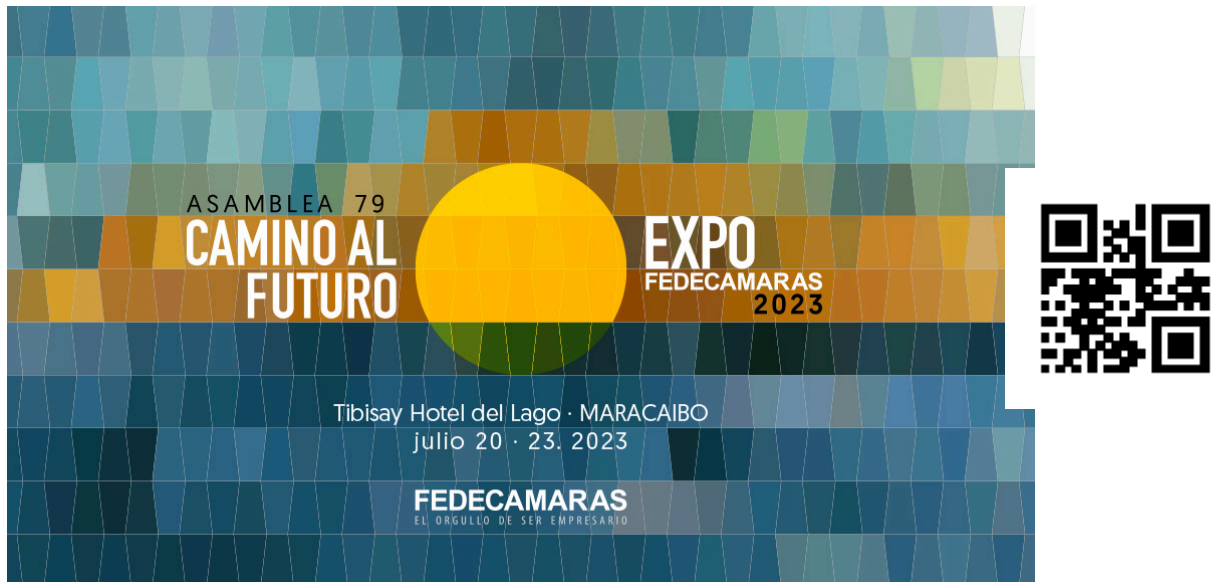 ASAMBLEA 79
CAMINO AL
FUTURO
EXPO
FEDECAMARAS
2023
Tibisay Hotel del Lago · MARACAIBO
julio 20 · 23. 2023
FEDECAMARAS
EL ORGULLO DE SER EMPRESARIO